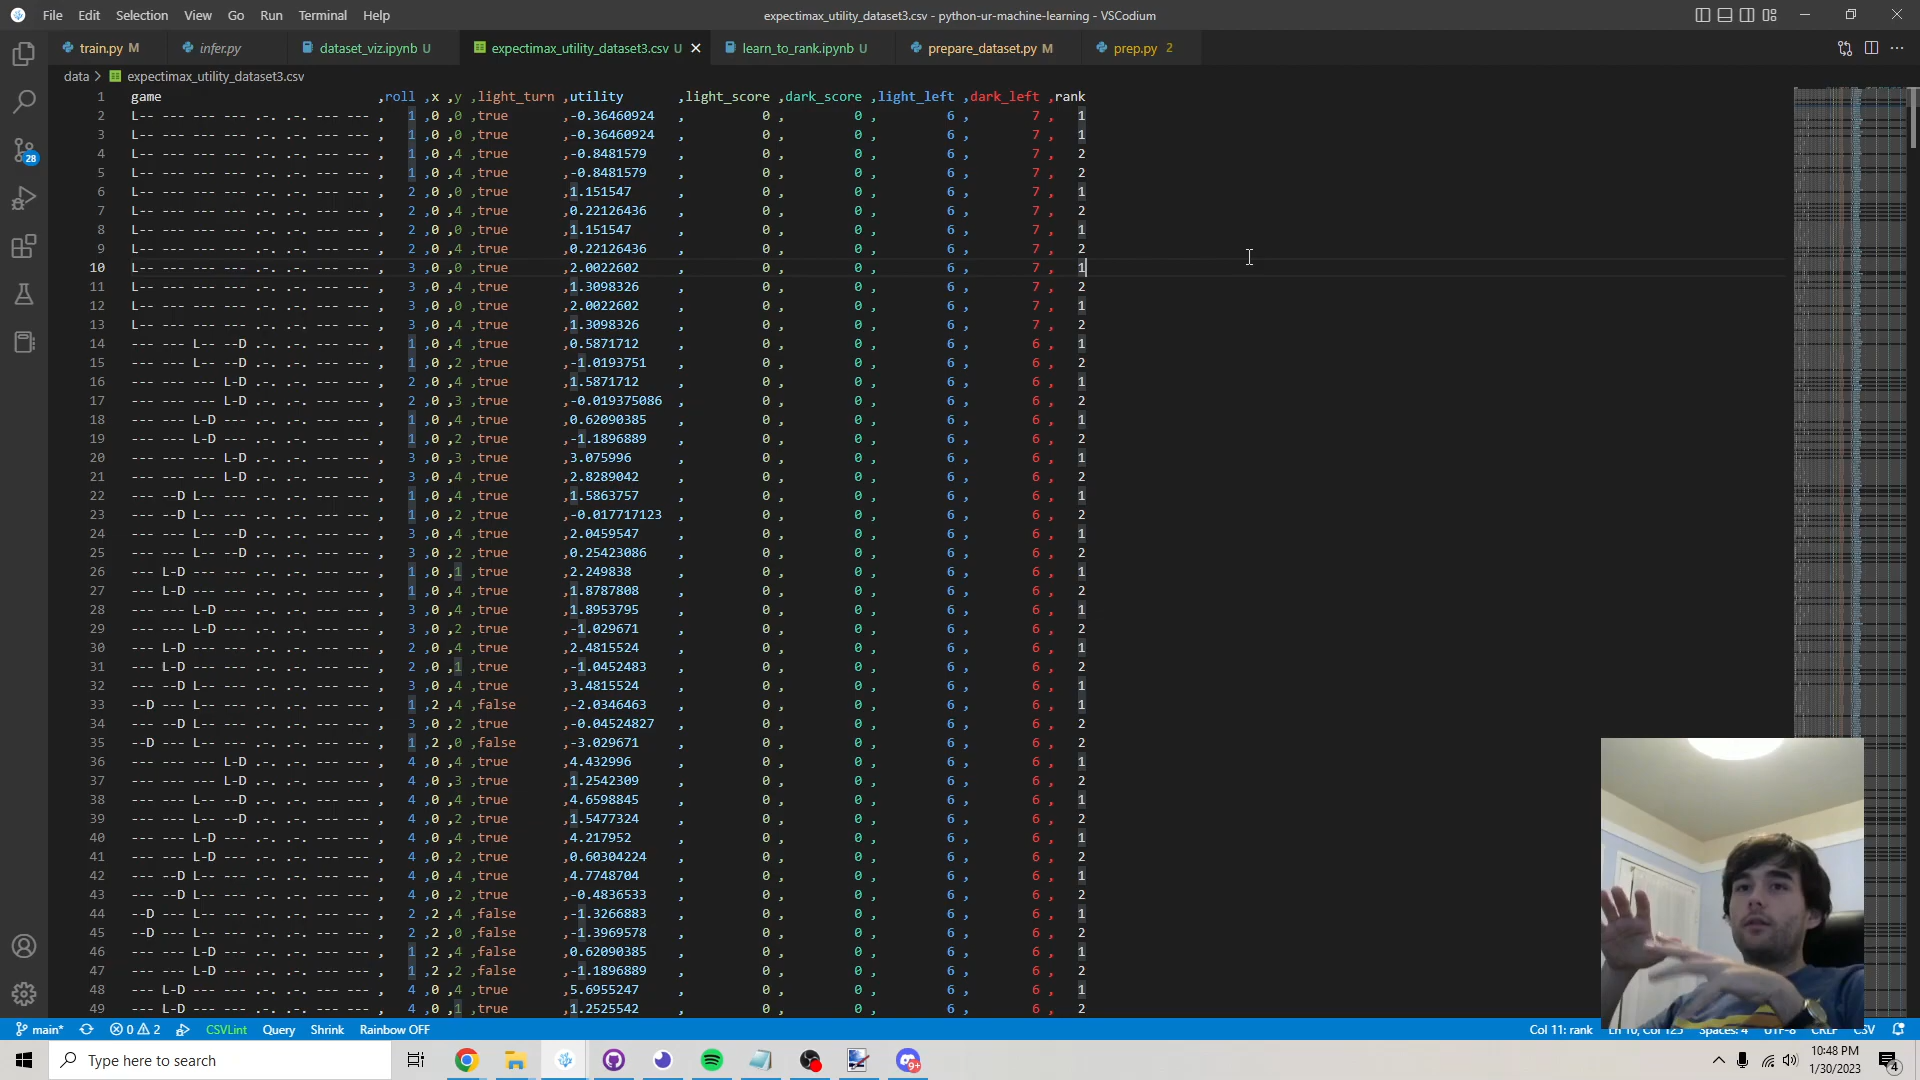 File Edit Selection View Go Run Terminal Help
expectimax_utility_dataset3.csv - python-ur-machine-learning - VSCodium
train.py M infer.py dataset_viz.ipynb U expectimax_utility_dataset3.csv U learn_to_rank.ipynb U prepare_dataset.py M prep.py 2
data > expectimax_utility_dataset3.csv
1 game ,roll ,x ,y ,light_turn ,utility ,light_score ,dark_score ,light_left ,dark_left ,rank
2 L-- --- --- --- .-. .-. --- --- , 1 ,0 ,0 ,true ,-0.36460924 , 0 , 0 , 6 , 7 , 1
3 L-- --- --- --- .-. .-. --- --- , 1 ,0 ,0 ,true ,-0.36460924 , 0 , 0 , 6 , 7 , 1
4 L-- --- --- --- .-. .-. --- --- , 1 ,0 ,4 ,true ,-0.8481579 , 0 , 0 , 6 , 7 , 2
5 L-- --- --- --- .-. .-. --- --- , 1 ,0 ,4 ,true ,-0.8481579 , 0 , 0 , 6 , 7 , 2
6 L-- --- --- --- .-. .-. --- --- , 2 ,0 ,0 ,true ,1.151547 , 0 , 0 , 6 , 7 , 1
7 L-- --- --- --- .-. .-. --- --- , 2 ,0 ,4 ,true ,0.22126436 , 0 , 0 , 6 , 7 , 2
8 L-- --- --- --- .-. .-. --- --- , 2 ,0 ,0 ,true ,1.151547 , 0 , 0 , 6 , 7 , 1
9 L-- --- --- --- .-. .-. --- --- , 2 ,0 ,4 ,true ,0.22126436 , 0 , 0 , 6 , 7 , 2
10 L-- --- --- --- .-. .-. --- --- , 3 ,0 ,0 ,true ,2.0022602 , 0 , 0 , 6 , 7 , 1
11 L-- --- --- --- .-. .-. --- --- , 3 ,0 ,4 ,true ,1.3098326 , 0 , 0 , 6 , 7 , 2
12 L-- --- --- --- .-. .-. --- --- , 3 ,0 ,0 ,true ,2.0022602 , 0 , 0 , 6 , 7 , 1
13 L-- --- --- --- .-. .-. --- --- , 3 ,0 ,4 ,true ,1.3098326 , 0 , 0 , 6 , 7 , 2
14 --- --- L-- --D .-. .-. --- --- , 1 ,0 ,4 ,true ,0.5871712 , 0 , 0 , 6 , 6 , 1
15 --- --- L-- --D .-. .-. --- --- , 1 ,0 ,2 ,true ,-1.0193751 , 0 , 0 , 6 , 6 , 2
16 --- --- --- L-D .-. .-. --- --- , 2 ,0 ,4 ,true ,1.5871712 , 0 , 0 , 6 , 6 , 1
17 --- --- --- L-D .-. .-. --- --- , 2 ,0 ,3 ,true ,-0.019375086 , 0 , 0 , 6 , 6 , 2
18 --- --- L-D --- .-. .-. --- --- , 1 ,0 ,4 ,true ,0.62090385 , 0 , 0 , 6 , 6 , 1
19 --- --- L-D --- .-. .-. --- --- , 1 ,0 ,2 ,true ,-1.1896889 , 0 , 0 , 6 , 6 , 2
20 --- --- --- L-D .-. .-. --- --- , 3 ,0 ,3 ,true ,3.075996 , 0 , 0 , 6 , 6 , 1
21 --- --- --- L-D .-. .-. --- --- , 3 ,0 ,4 ,true ,2.8289042 , 0 , 0 , 6 , 6 , 2
22 --- --D L-- --- .-. .-. --- --- , 1 ,0 ,4 ,true ,1.5863757 , 0 , 0 , 6 , 6 , 1
23 --- --D L-- --- .-. .-. --- --- , 1 ,0 ,2 ,true ,-0.017717123 , 0 , 0 , 6 , 6 , 2
24 --- --- L-- --D .-. .-. --- --- , 3 ,0 ,4 ,true ,2.0459547 , 0 , 0 , 6 , 6 , 1
25 --- --- L-- --D .-. .-. --- --- , 3 ,0 ,2 ,true ,0.25423086 , 0 , 0 , 6 , 6 , 2
26 --- L-D --- --- .-. .-. --- --- , 1 ,0 ,1 ,true ,2.249838 , 0 , 0 , 6 , 6 , 1
27 --- L-D --- --- .-. .-. --- --- , 1 ,0 ,4 ,true ,1.8787808 , 0 , 0 , 6 , 6 , 2
28 --- --- L-D --- .-. .-. --- --- , 3 ,0 ,4 ,true ,1.8953795 , 0 , 0 , 6 , 6 , 1
29 --- --- L-D --- .-. .-. --- --- , 3 ,0 ,2 ,true ,-1.029671 , 0 , 0 , 6 , 6 , 2
30 --- L-D --- --- .-. .-. --- --- , 2 ,0 ,4 ,true ,2.4815524 , 0 , 0 , 6 , 6 , 1
31 --- L-D --- --- .-. .-. --- --- , 2 ,0 ,1 ,true ,-1.0452483 , 0 , 0 , 6 , 6 , 2
32 --- --D L-- --- .-. .-. --- --- , 3 ,0 ,4 ,true ,3.4815524 , 0 , 0 , 6 , 6 , 1
33 --D --- L-- --- .-. .-. --- --- , 1 ,2 ,4 ,false ,-2.0346463 , 0 , 0 , 6 , 6 , 1
34 --- --D L-- --- .-. .-. --- --- , 3 ,0 ,2 ,true ,-0.04524827 , 0 , 0 , 6 , 6 , 2
35 --D --- L-- --- .-. .-. --- --- , 1 ,2 ,0 ,false ,-3.029671 , 0 , 0 , 6 , 6 , 2
36 --- --- --- L-D .-. .-. --- --- , 4 ,0 ,4 ,true ,4.432996 , 0 , 0 , 6 , 6 , 1
37 --- --- --- L-D .-. .-. --- --- , 4 ,0 ,3 ,true ,1.2542309 , 0 , 0 , 6 , 6 , 2
38 --- --- L-- --D .-. .-. --- --- , 4 ,0 ,4 ,true ,4.6598845 , 0 , 0 , 6 , 6 , 1
39 --- --- L-- --D .-. .-. --- --- , 4 ,0 ,2 ,true ,1.5477324 , 0 , 0 , 6 , 6 , 2
40 --- --- L-D --- .-. .-. --- --- , 4 ,0 ,4 ,true ,4.217952 , 0 , 0 , 6 , 6 , 1
41 --- --- L-D --- .-. .-. --- --- , 4 ,0 ,2 ,true ,0.60304224 , 0 , 0 , 6 , 6 , 2
42 --- --D L-- --- .-. .-. --- --- , 4 ,0 ,4 ,true ,4.7748704 , 0 , 0 , 6 , 6 , 1
43 --- --D L-- --- .-. .-. --- --- , 4 ,0 ,2 ,true ,-0.4836533 , 0 , 0 , 6 , 6 , 2
44 --D --- L-- --- .-. .-. --- --- , 2 ,2 ,4 ,false ,-1.3266883 , 0 , 0 , 6 , 6 , 1
45 --D --- L-- --- .-. .-. --- --- , 2 ,2 ,0 ,false ,-1.3969578 , 0 , 0 , 6 , 6 , 2
46 --- --- L-D --- .-. .-. --- --- , 1 ,2 ,4 ,false ,0.62090385 , 0 , 0 , 6 , 6 , 1
47 --- --- L-D --- .-. .-. --- --- , 1 ,2 ,2 ,false ,-1.1896889 , 0 , 0 , 6 , 6 , 2
48 --- L-D --- --- .-. .-. --- --- , 4 ,0 ,4 ,true ,5.6955247 , 0 , 0 , 6 , 6 , 1
49 --- L-D --- --- .-. .-. --- --- , 4 ,0 ,1 ,true ,1.2525542 , 0 , 0 , 6 , 6 , 2
28
main* 0 2 CSVLint Query Shrink Rainbow OFF Col 11: rank Ln 10, Col 125 Spaces: 4 UTF-8 CRLF CSV
Type here to search
9+
10:48 PM
1/30/2023
4